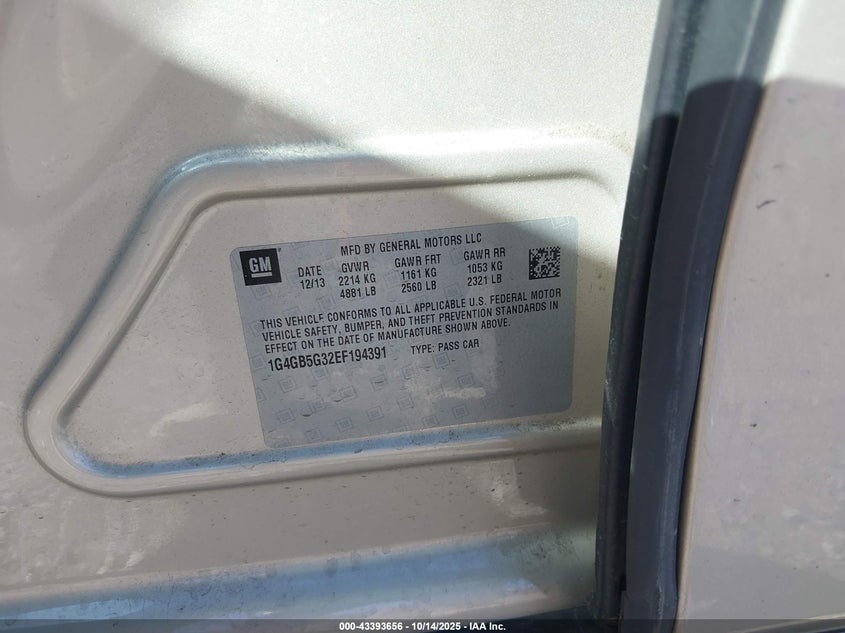 GM
MFD BY GENERAL MOTORS LLC
DATE GVWR GAWR FRT GAWR RR
12/13 2214 KG 1161 KG 1053 KG
4881 LB 2560 LB 2321 LB
THIS VEHICLE CONFORMS TO ALL APPLICABLE U.S. FEDERAL MOTOR
VEHICLE SAFETY, BUMPER, AND THEFT PREVENTION STANDARDS IN
EFFECT ON THE DATE OF MANUFACTURE SHOWN ABOVE.
1G4GB5G32EF194391 TYPE: PASS CAR
000-43393656 - 10/14/2025 - IAA Inc.